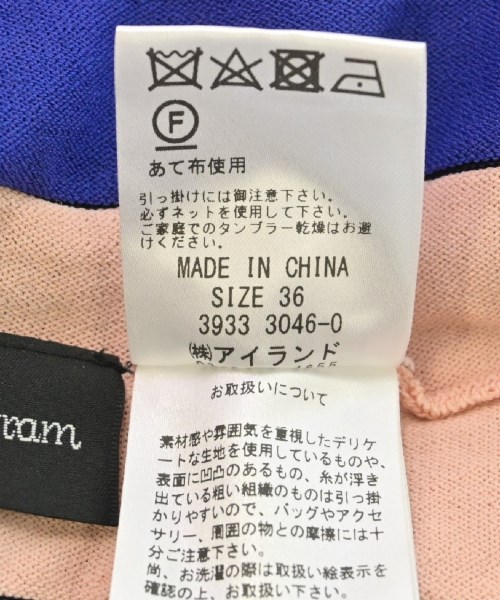 F
あて布使用
引っ掛けには御注意下さい。
必ずネットを使用して下さい。
ご家庭でのタンブラー乾燥はお避
けください。
MADE IN CHINA
SIZE 36
3933 3046-0
㈱アイランド
お取扱いについて
素材感や雰囲気を重視したデリケ
ートな生地を使用しているものや、
表面に凹凸のあるもの、糸が浮き
出ている粗い組織のものは引っ掛
かりやすいので、バッグやアクセ
サリー、周囲の物との摩擦には十
分ご注意下さい。
尚、お洗濯の際は取扱い絵表示を
確認の上、お取扱い下さい。